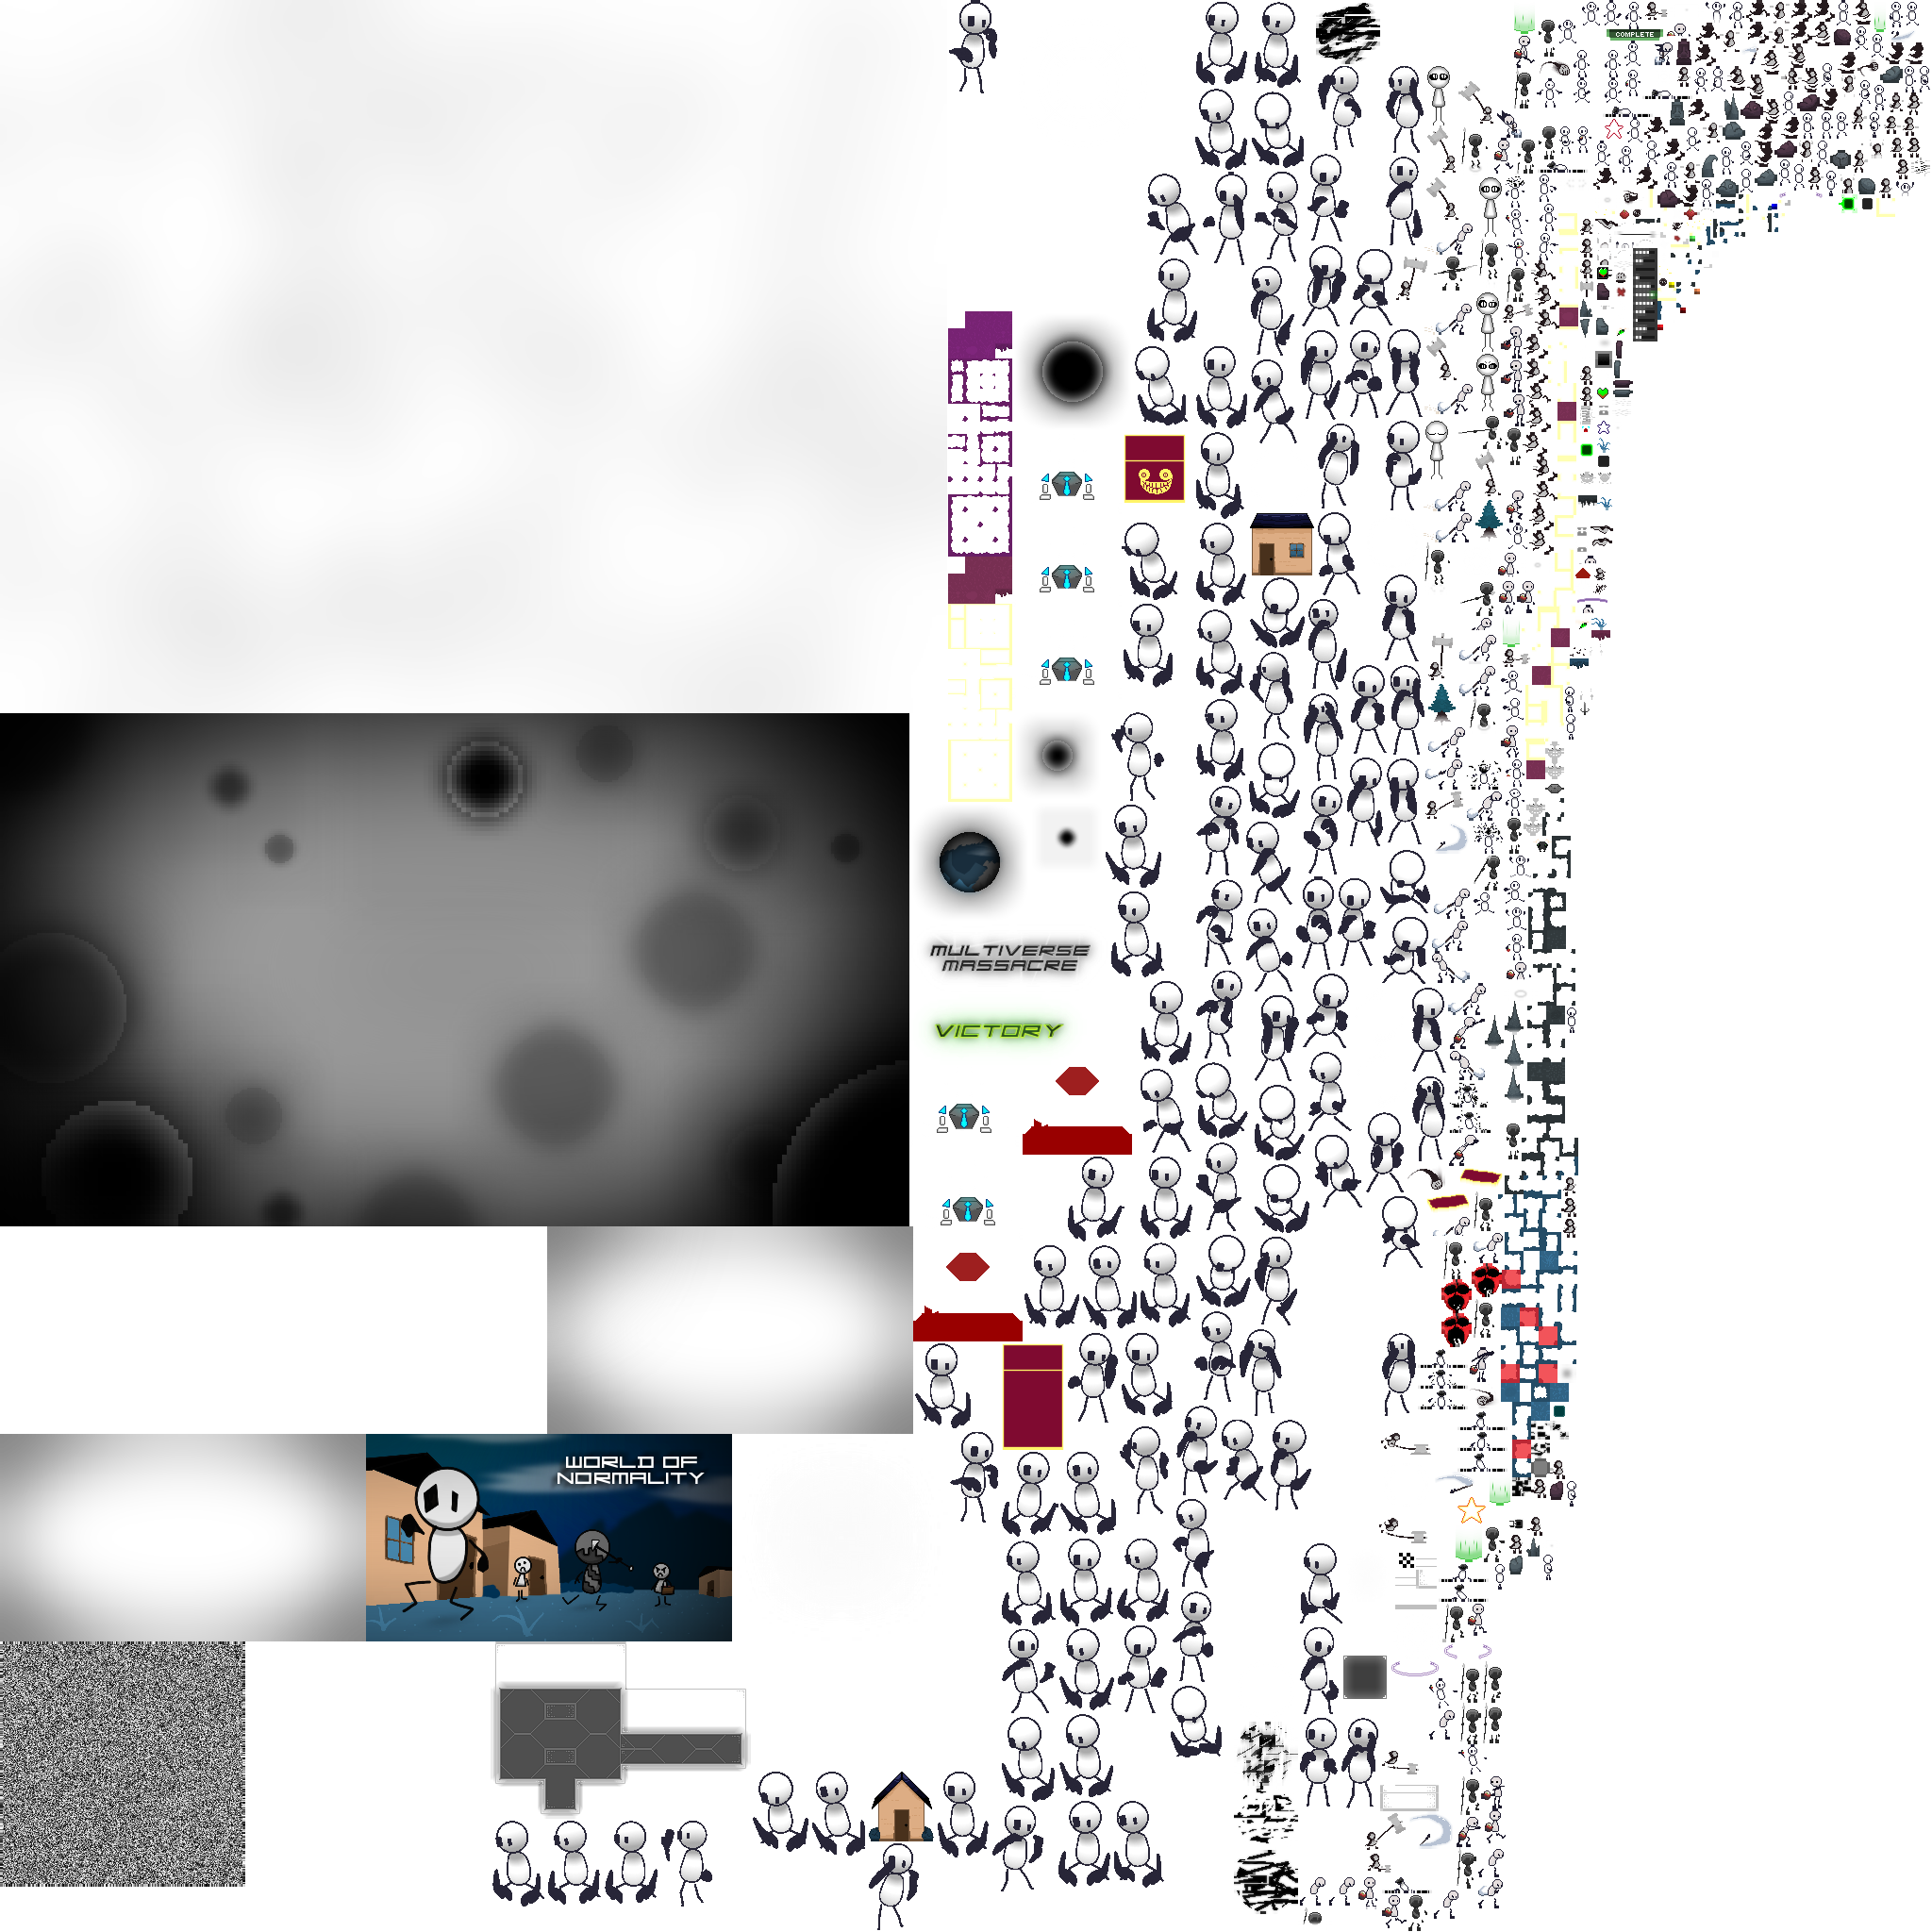 COMPLETE
MULTIVERSE
MASSACRE
VICTORY
WORLD OF
NORMALITY